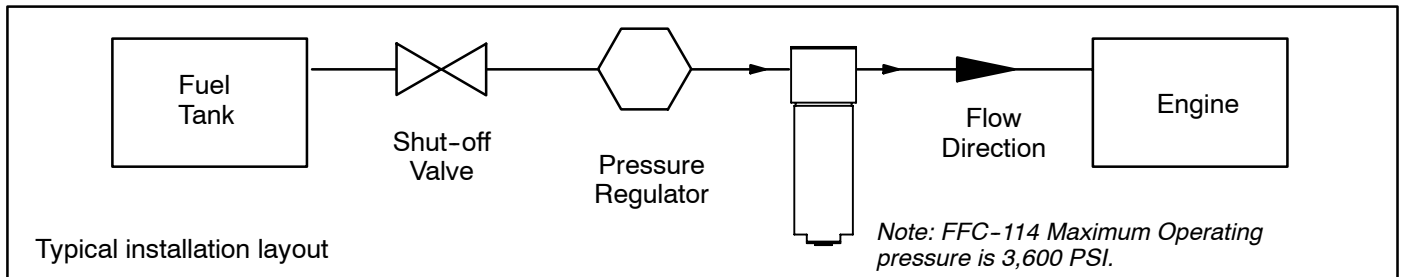 Fuel
Tank
Shut-off
Valve
Pressure
Regulator
Flow
Direction
Engine
Typical installation layout
Note: FFC-114 Maximum Operating
pressure is 3,600 PSI.